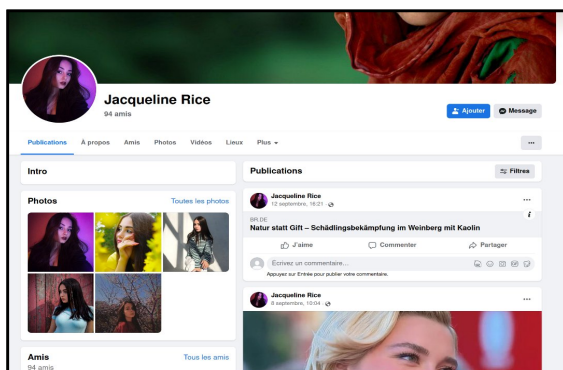 Jacqueline Rice
94 amis
Ajouter
Message
Publications
À propos
Amis
Photos
Vidéos
Lieux
Plus
Intro
Photos
Toutes les photos
Amis
Tous les amis
94 amis
Publications
Filtres
Jacqueline Rice
12 septembre, 16:21 ·
BR.DE
Natur statt Gift – Schädlingsbekämpfung im Weinberg mit Kaolin
J'aime
Commenter
Partager
Écrivez un commentaire...
Appuyez sur Entrée pour publier votre commentaire.
Jacqueline Rice
8 septembre, 10:04 ·